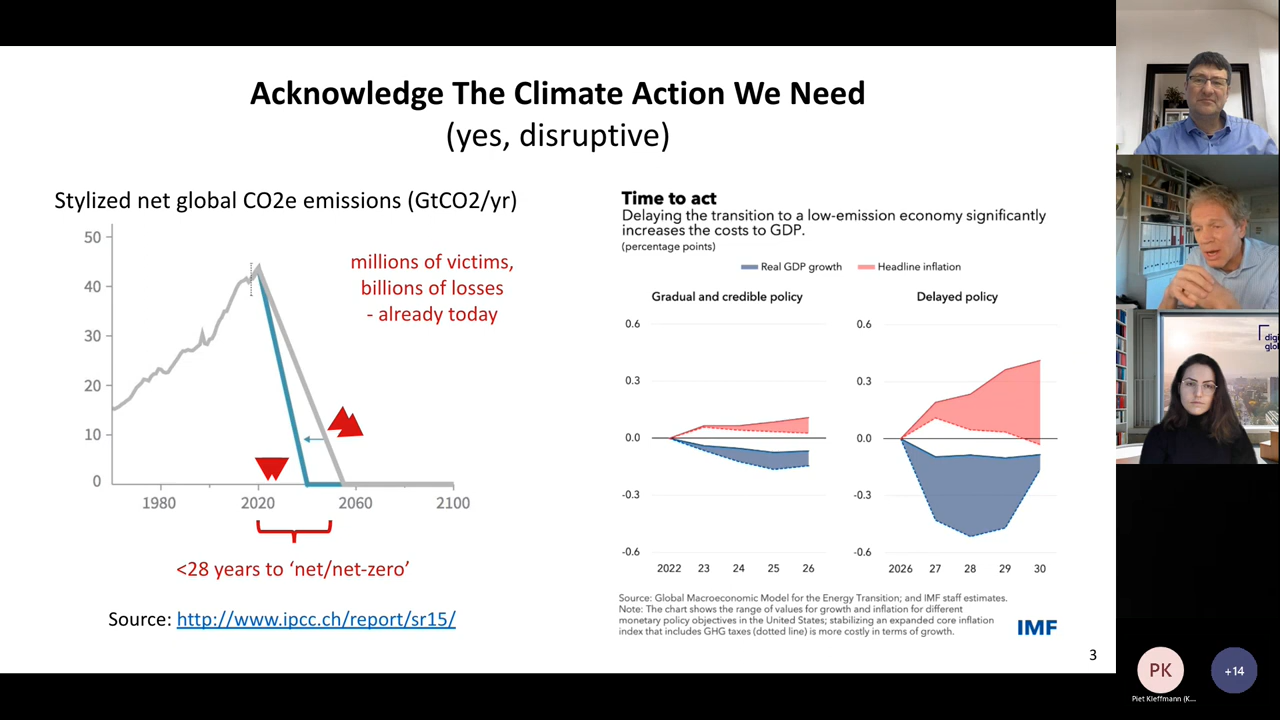 Acknowledge The Climate Action We Need
(yes, disruptive)
Stylized net global CO2e emissions (GtCO2/yr)
50
40
30
20
10
0
1980
2020
2060
2100
millions of victims,
billions of losses
- already today
<28 years to ‘net/net-zero’
Source: http://www.ipcc.ch/report/sr15/
Time to act
Delaying the transition to a low-emission economy significantly
increases the costs to GDP.
(percentage points)
Real GDP growth
Headline inflation
Gradual and credible policy
0.6
0.3
0.0
-0.3
-0.6
2022 23 24 25 26
Delayed policy
0.6
0.3
0.0
-0.3
-0.6
2026 27 28 29 30
Source: Global Macroeconomic Model for the Energy Transition; and IMF staff estimates.
Note: The chart shows the range of values for growth and inflation for different
monetary policy objectives in the United States; stabilizing an expanded core inflation
index that includes GHG taxes (dotted line) is more costly in terms of growth.
IMF
3
digi
glo
PK
+14
Piet Kleffmann (K...